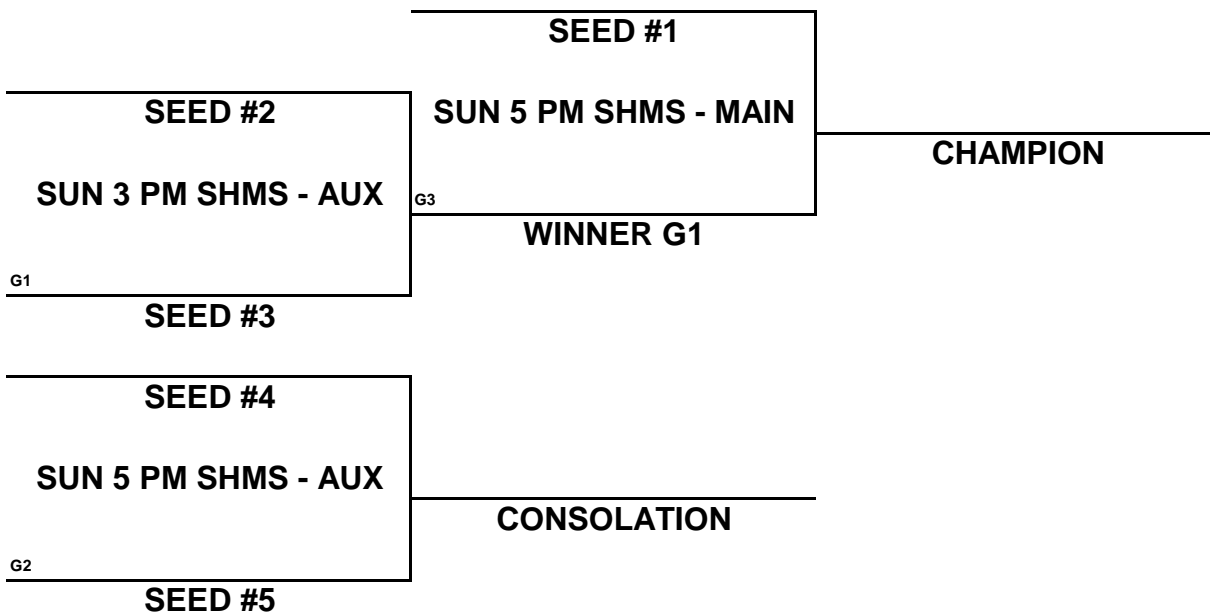 SEED #1
SEED #2
SUN 5 PM SHMS - MAIN
CHAMPION
SUN 3 PM SHMS - AUX
G3
WINNER G1
G1
SEED #3
SEED #4
SUN 5 PM SHMS - AUX
CONSOLATION
G2
SEED #5